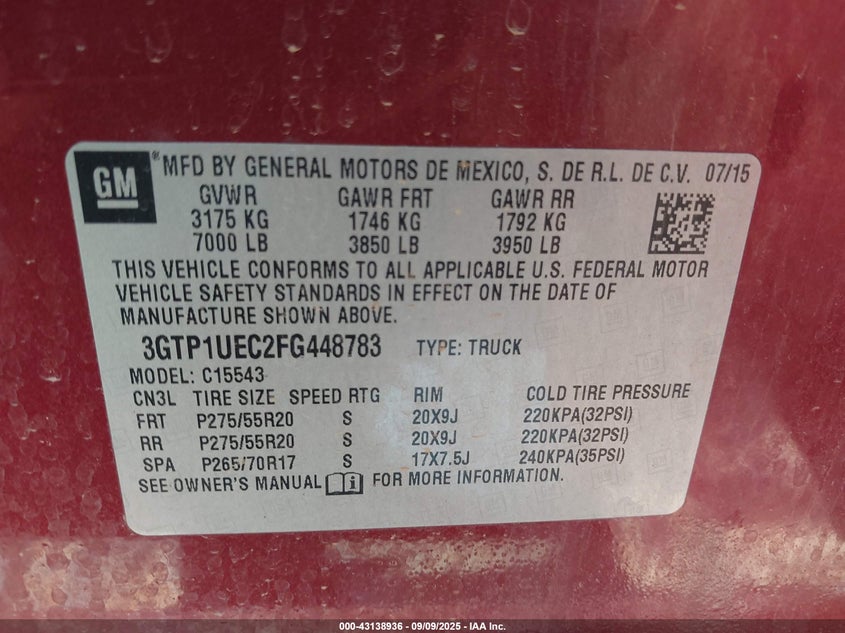 GM
® MFD BY GENERAL MOTORS DE MEXICO, S. DE R.L. DE C.V. 07/15
GVWR GAWR FRT GAWR RR
3175 KG 1746 KG 1792 KG
7000 LB 3850 LB 3950 LB
THIS VEHICLE CONFORMS TO ALL APPLICABLE U.S. FEDERAL MOTOR
VEHICLE SAFETY STANDARDS IN EFFECT ON THE DATE OF
MANUFACTURE SHOWN ABOVE.
3GTP1UEC2FG448783 TYPE: TRUCK
MODEL: C15543
CN3L TIRE SIZE SPEED RTG RIM COLD TIRE PRESSURE
FRT P275/55R20 S 20X9J 220KPA(32PSI)
RR P275/55R20 S 20X9J 220KPA(32PSI)
SPA P265/70R17 S 17X7.5J 240KPA(35PSI)
SEE OWNER'S MANUAL i FOR MORE INFORMATION.
000-43138936 - 09/09/2025 - IAA Inc.